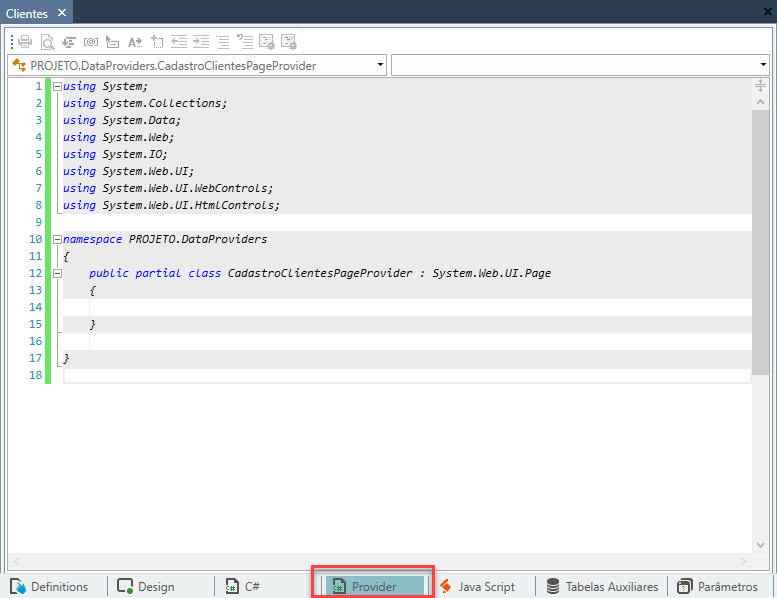 Clientes
PROJETO.DataProviders.CadastroClientesPageProvider
1 using System;
2 using System.Collections;
3 using System.Data;
4 using System.Web;
5 using System.IO;
6 using System.Web.UI;
7 using System.Web.UI.WebControls;
8 using System.Web.UI.HtmlControls;
9
10 namespace PROJETO.DataProviders
11 {
12 public partial class CadastroClientesPageProvider : System.Web.UI.Page
13 {
14
15 }
16
17 }
18
Definitions Design C# Provider Java Script Tabelas Auxiliares Parâmetros